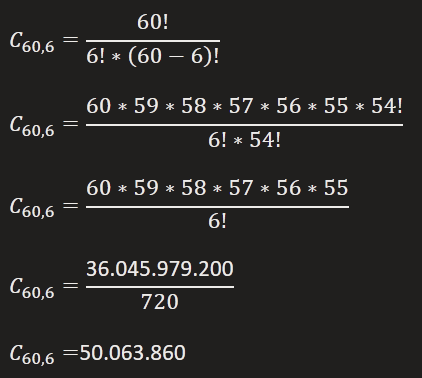 C60,6 = 60! / 6! * (60 − 6)!
C60,6 = 60 * 59 * 58 * 57 * 56 * 55 * 54! / 6! * 54!
C60,6 = 60 * 59 * 58 * 57 * 56 * 55 / 6!
C60,6 = 36.045.979.200 / 720
C60,6 =50.063.860